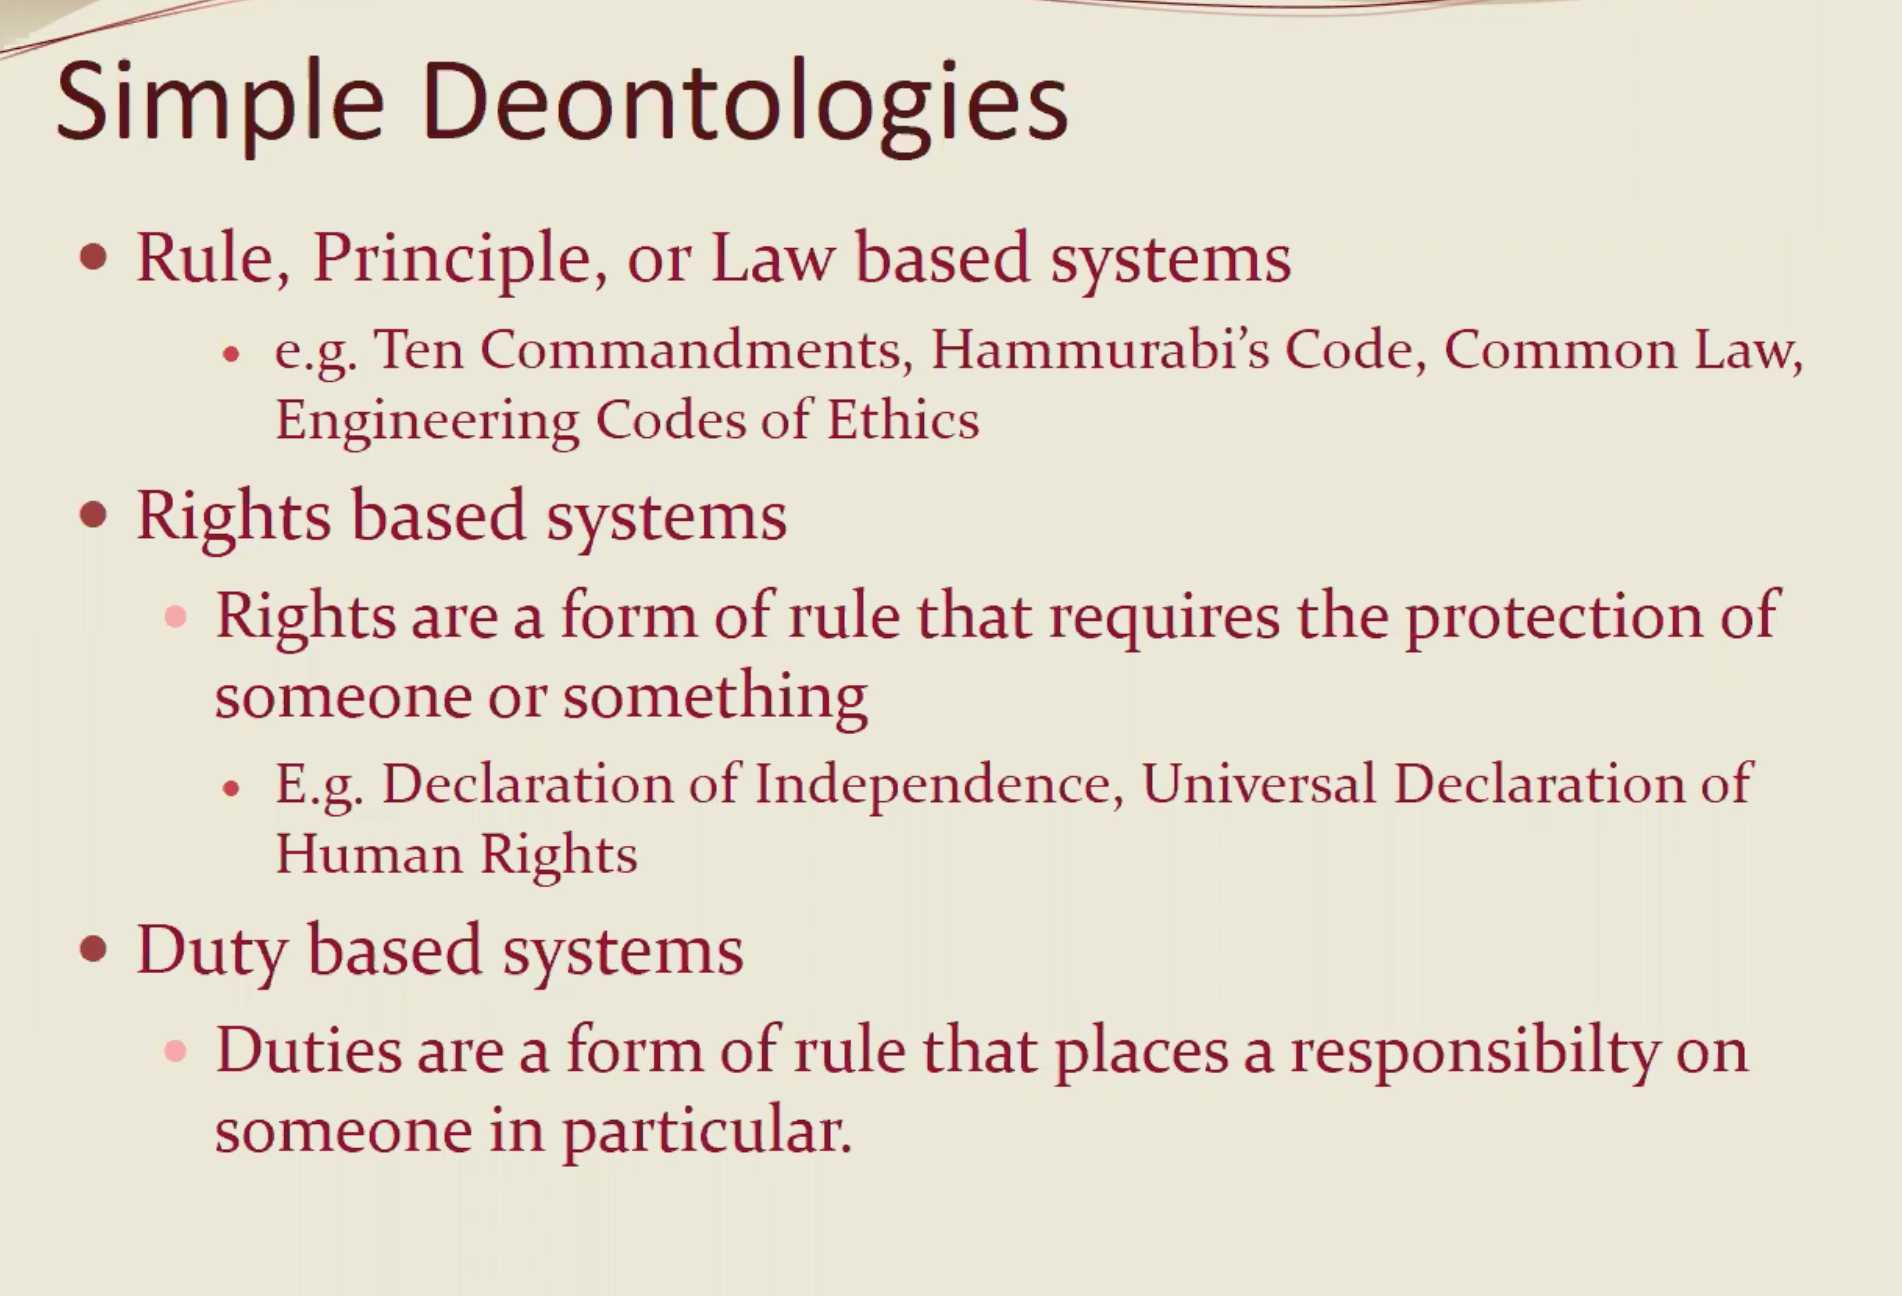 Simple Deontologies
• Rule, Principle, or Law based systems
• e.g. Ten Commandments, Hammurabi’s Code, Common Law,
Engineering Codes of Ethics
• Rights based systems
• Rights are a form of rule that requires the protection of
someone or something
• E.g. Declaration of Independence, Universal Declaration of
Human Rights
• Duty based systems
• Duties are a form of rule that places a responsibilty on
someone in particular.